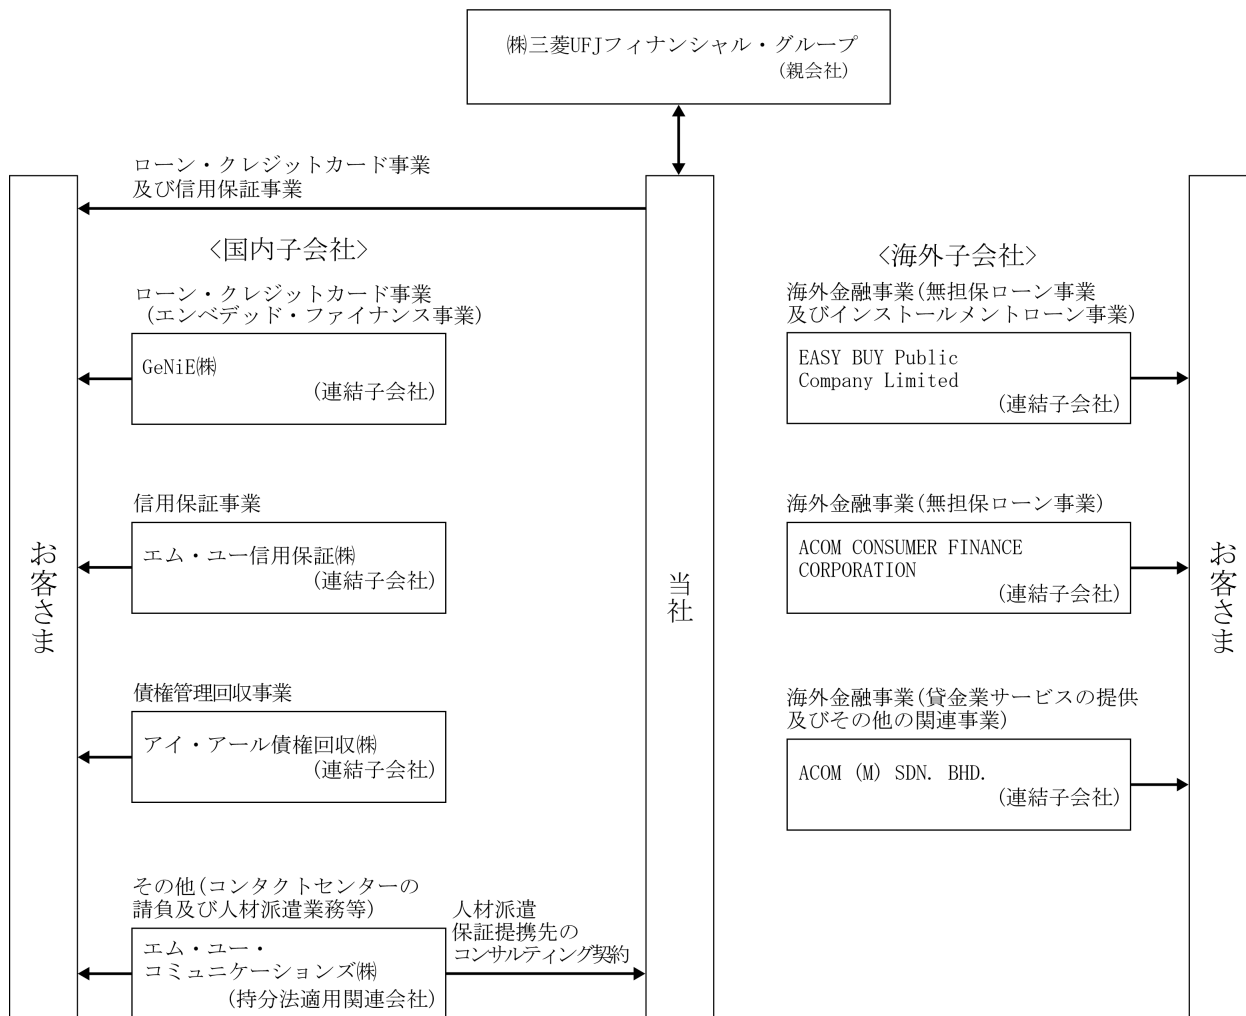 ㈱三菱UFJフィナンシャル・グループ
(親会社)
ローン・クレジットカード事業
及び信用保証事業
お客さま
<国内子会社>
ローン・クレジットカード事業
(エンベデッド・ファイナンス事業)
GeNiE㈱
(連結子会社)
信用保証事業
エム・ユー信用保証㈱
(連結子会社)
債権管理回収事業
アイ・アール債権回収㈱
(連結子会社)
その他(コンタクトセンターの
請負及び人材派遣業務等)
エム・ユー・
コミュニケーションズ㈱
(持分法適用関連会社)
人材派遣
保証提携先の
コンサルティング契約
当社
<海外子会社>
海外金融事業(無担保ローン事業
及びインストールメントローン事業)
EASY BUY Public
Company Limited
(連結子会社)
海外金融事業(無担保ローン事業)
ACOM CONSUMER FINANCE
CORPORATION
(連結子会社)
海外金融事業(貸金業サービスの提供
及びその他の関連事業)
ACOM (M) SDN. BHD.
(連結子会社)
お客さま